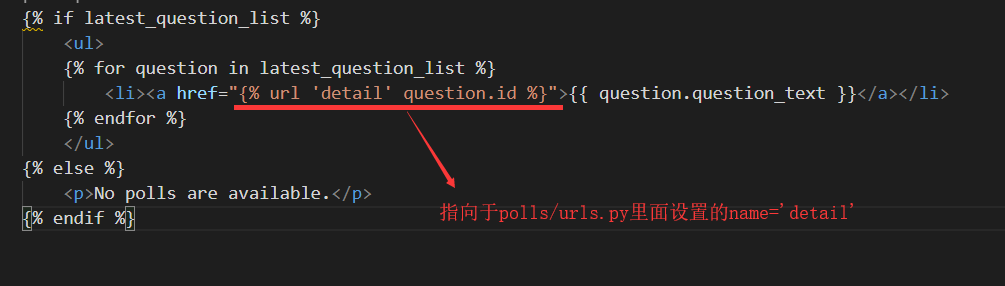 {% if latest_question_list %}
<ul>
{% for question in latest_question_list %}
<li><a href="{% url 'detail' question.id %}">{{ question.question_text }}</a></li>
{% endfor %}
</ul>
{% else %}
<p>No polls are available.</p>
指向于polls/urls.py里面设置的name='detail'
{% endif %}